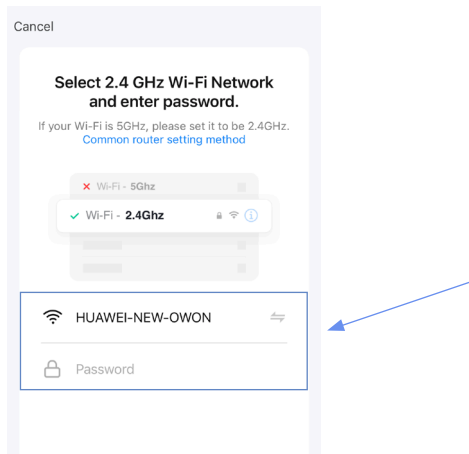 Cancel
Select 2.4 GHz Wi-Fi Network
and enter password.
If your Wi-Fi is 5GHz, please set it to be 2.4GHz.
Common router setting method
Wi-Fi - 5Ghz
Wi-Fi - 2.4Ghz
HUAWEI-NEW-OWON
Password